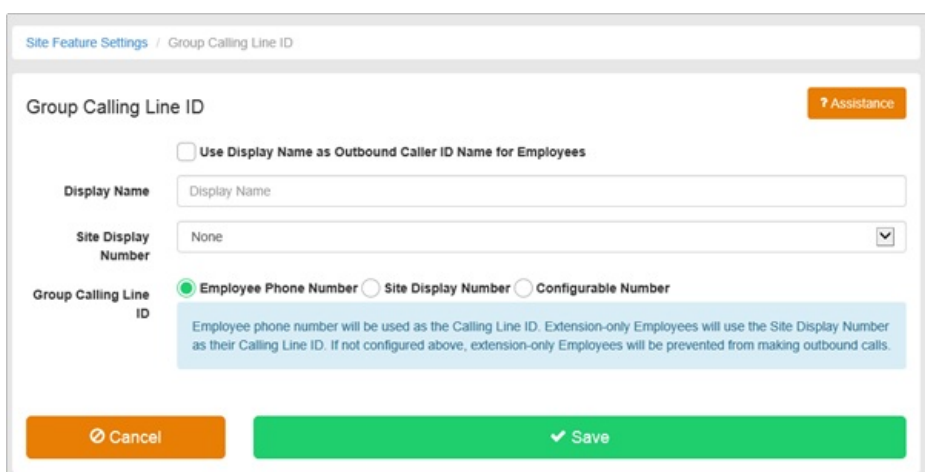 Site Feature Settings / Group Calling Line ID
Group Calling Line ID
? Assistance
Use Display Name as Outbound Caller ID Name for Employees
Display Name
Display Name
Site Display
Number
None
Group Calling Line
ID
Employee Phone Number Site Display Number Configurable Number
Employee phone number will be used as the Calling Line ID. Extension-only Employees will use the Site Display Number
as their Calling Line ID. If not configured above, extension-only Employees will be prevented from making outbound calls.
Cancel
Save